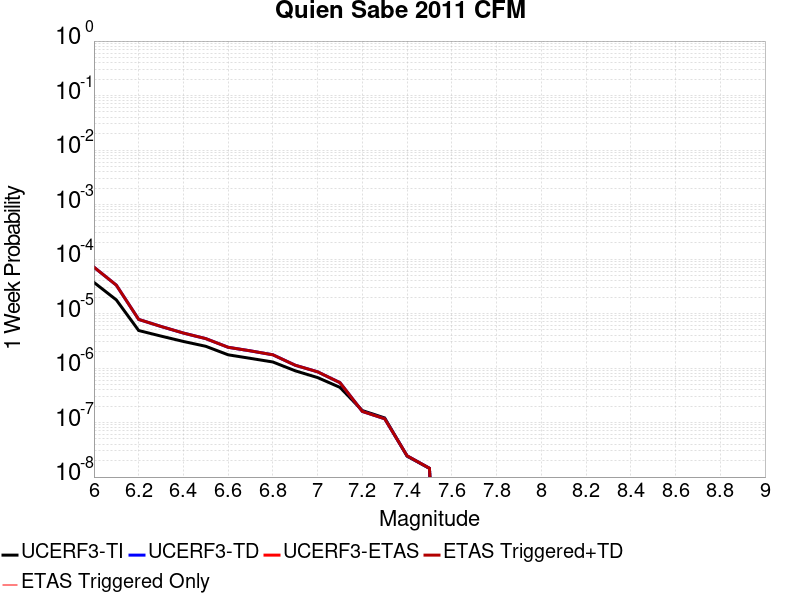 Quien Sabe 2011 CFM
1 Week Probability
10^0
10^-1
10^-2
10^-3
10^-4
10^-5
10^-6
10^-7
10^-8
6 6.2 6.4 6.6 6.8 7 7.2 7.4 7.6 7.8 8 8.2 8.4 8.6 8.8 9
Magnitude
UCERF3-TI UCERF3-TD UCERF3-ETAS ETAS Triggered+TD
ETAS Triggered Only